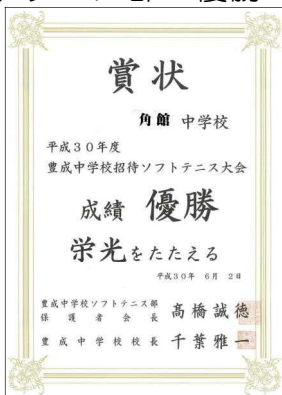 賞状
角館 中学校
平成30年度
豊成中学校招待ソフトテニス大会
成績 優勝
栄光をたたえる
平成30年 6月 2日
豊成中学校ソフトテニス部
保護者会長 髙橋誠徳
豊成中学校校長 千葉雅一